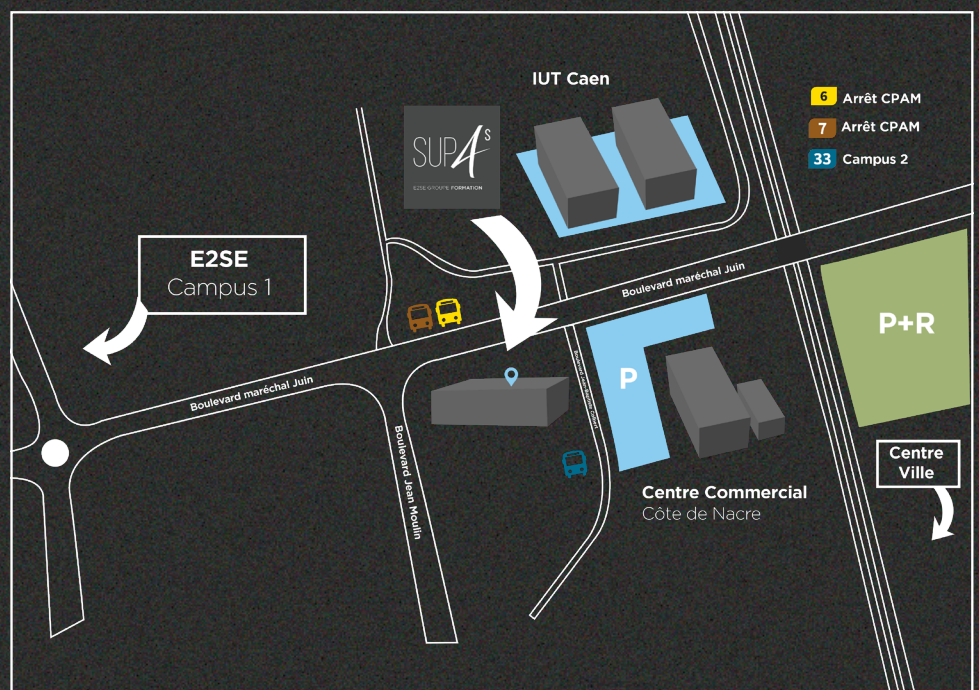 IUT Caen
6 Arrêt CPAM
7 Arrêt CPAM
33 Campus 2
SUP4S
E2SE GROUPE FORMATION
E2SE
Campus 1
Boulevard maréchal Juin
P+R
P
Boulevard maréchal Juin
Boulevard Jean Moulin
Centre
Ville
Centre Commercial
Côte de Nacre